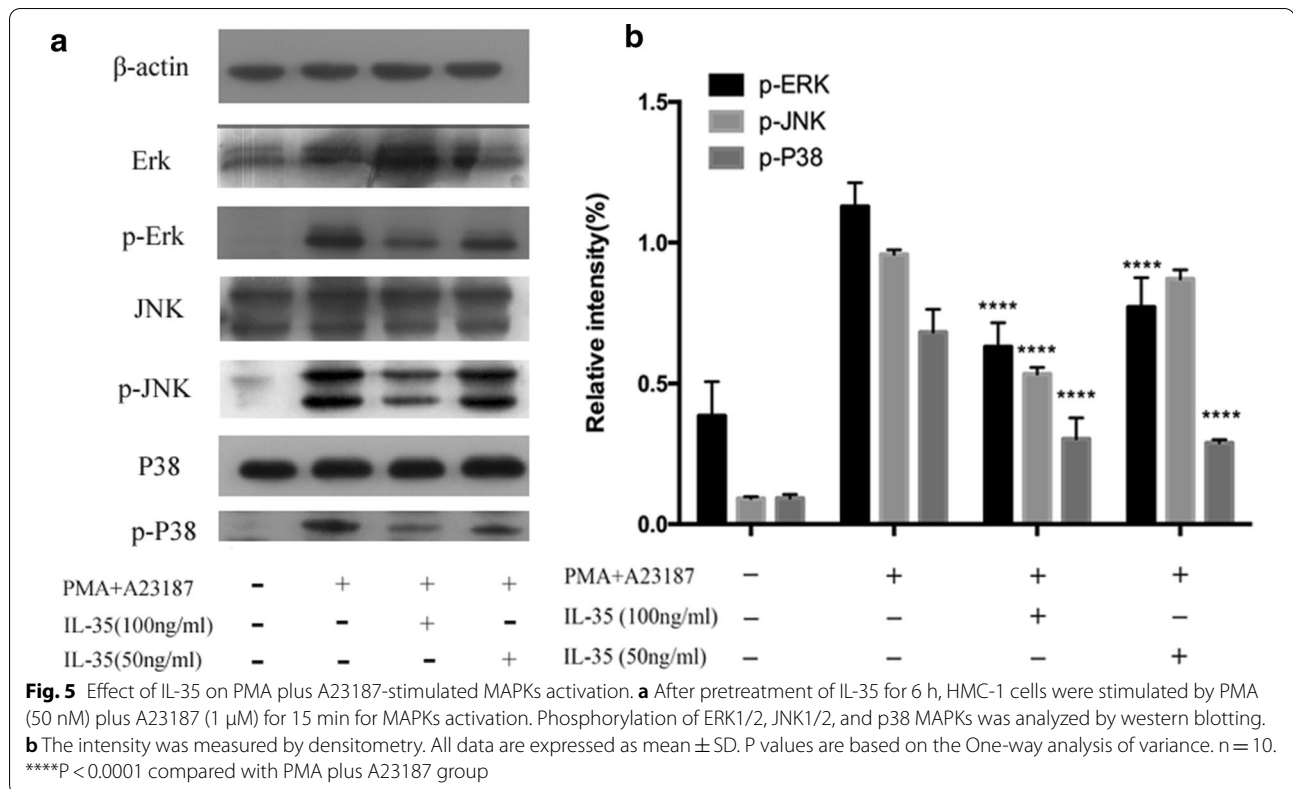 a
β-actin
Erk
p-Erk
JNK
p-JNK
P38
p-P38
PMA+A23187 - + + +
IL-35(100ng/ml) - - + -
IL-35(50ng/ml) - - - +
b
p-ERK
p-JNK
p-P38
Relative intensity(%)
1.5
1.0
0.5
0.0
**** **** ****
**** ****
PMA+A23187 − + + +
IL-35 (100ng/ml) − − + −
IL-35 (50ng/ml) − − − +
Fig. 5 Effect of IL-35 on PMA plus A23187-stimulated MAPKs activation. a After pretreatment of IL-35 for 6 h, HMC-1 cells were stimulated by PMA
(50 nM) plus A23187 (1 μM) for 15 min for MAPKs activation. Phosphorylation of ERK1/2, JNK1/2, and p38 MAPKs was analyzed by western blotting.
b The intensity was measured by densitometry. All data are expressed as mean ± SD. P values are based on the One-way analysis of variance. n = 10.
****P < 0.0001 compared with PMA plus A23187 group